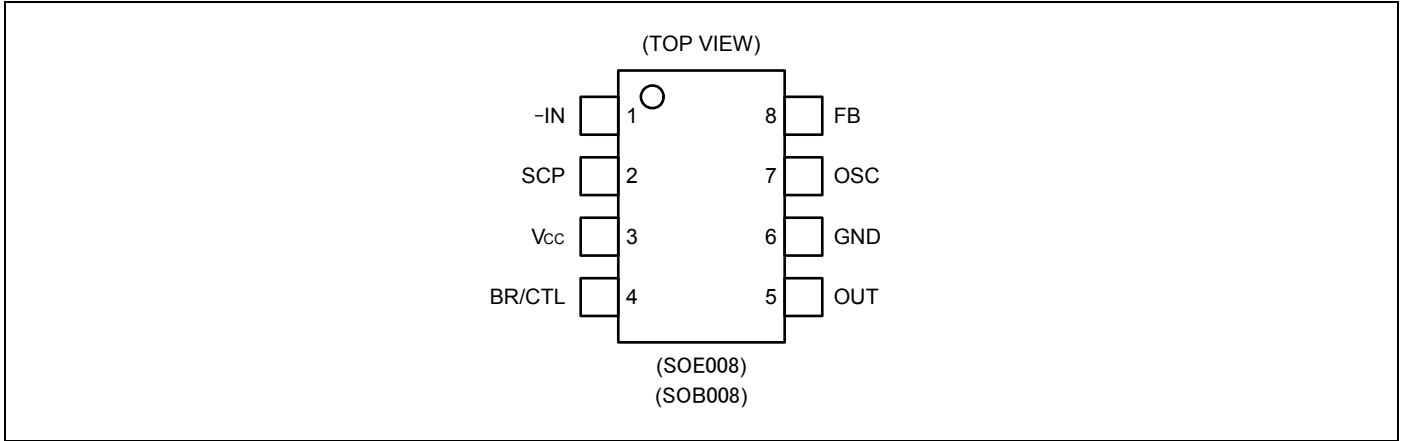 (TOP VIEW)
-IN 1 8 FB
SCP 2 7 OSC
Vcc 3 6 GND
BR/CTL 4 5 OUT
(SOE008)
(SOB008)